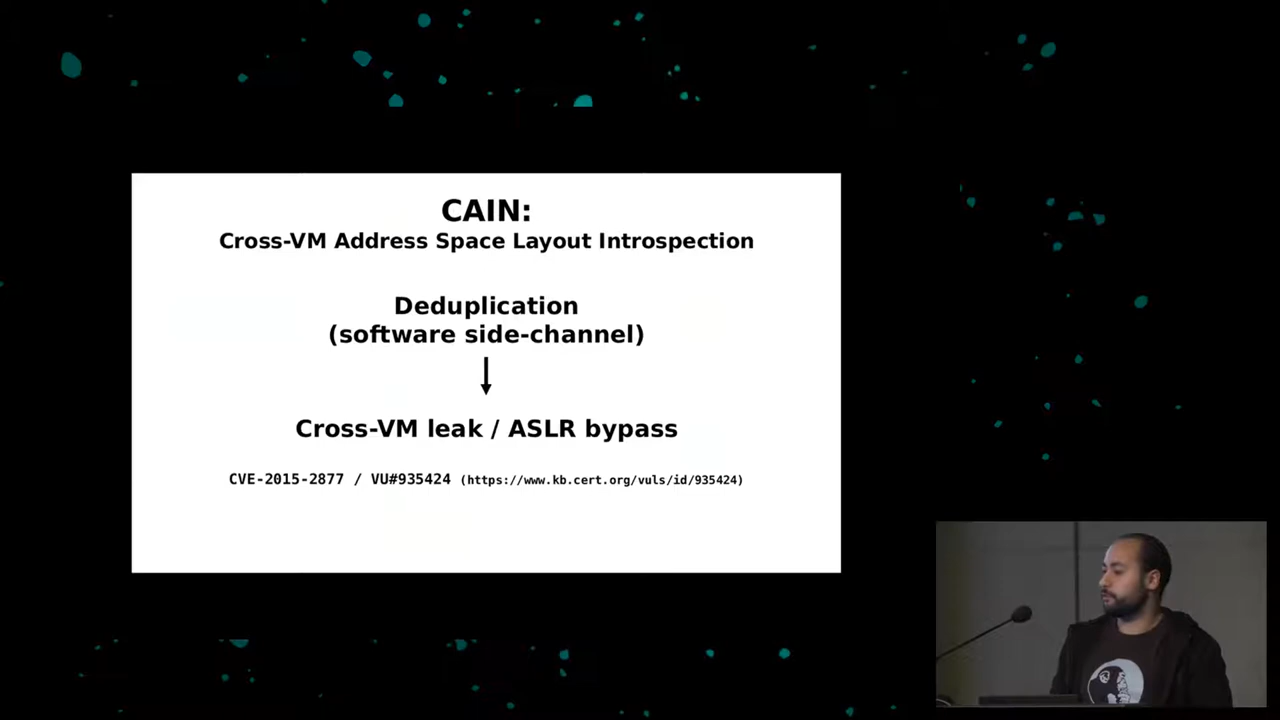 CAIN:
Cross-VM Address Space Layout Introspection
Deduplication
(software side-channel)
Cross-VM leak / ASLR bypass
CVE-2015-2877 / VU#935424 (https://www.kb.cert.org/vuls/id/935424)